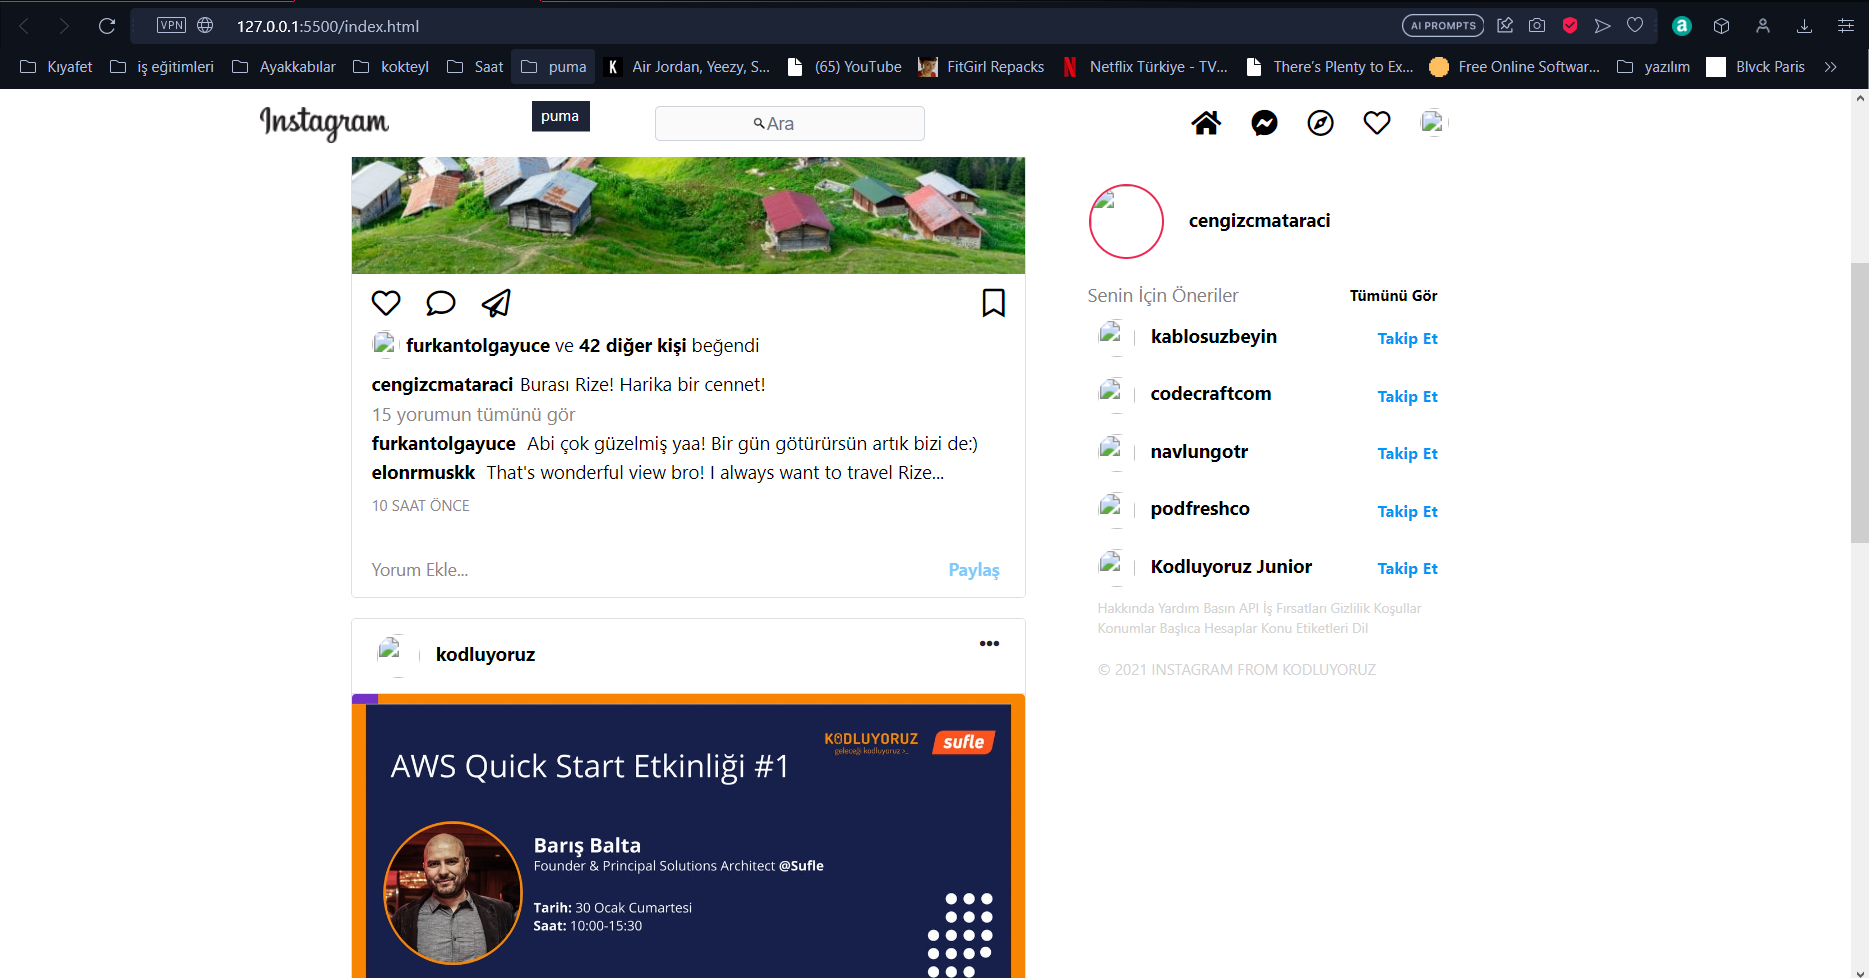 VPN 127.0.0.1:5500/index.html AI PROMPTS a
Kıyafet iş eğitimleri Ayakkabılar kokteyl Saat puma K Air Jordan, Yeezy, S... (65) YouTube FitGirl Repacks N Netflix Türkiye - TV... There's Plenty to Ex... Free Online Softwar... yazılım Blvck Paris
Instagram puma Ara
cengizcmataraci
Senin İçin Öneriler Tümünü Gör
kablosuzbeyin Takip Et
codecraftcom Takip Et
navlungotr Takip Et
podfreshco Takip Et
Kodluyoruz Junior Takip Et
Hakkında Yardım Basın API İş Fırsatları Gizlilik Koşullar
Konumlar Başlıca Hesaplar Konu Etiketleri Dil
© 2021 INSTAGRAM FROM KODLUYORUZ
furkantolgayuce ve 42 diğer kişi beğendi
cengizcmataraci Burası Rize! Harika bir cennet!
15 yorumun tümünü gör
furkantolgayuce Abi çok güzelmiş yaa! Bir gün götürürsün artık bizi de:)
elonrmuskk That's wonderful view bro! I always want to travel Rize...
10 SAAT ÖNCE
Yorum Ekle... Paylaş
kodluyoruz
KODLUYORUZ sufle
geleceği kodluyoruz >_
AWS Quick Start Etkinliği #1
Barış Balta
Founder & Principal Solutions Architect @Sufle
Tarih: 30 Ocak Cumartesi
Saat: 10:00-15:30